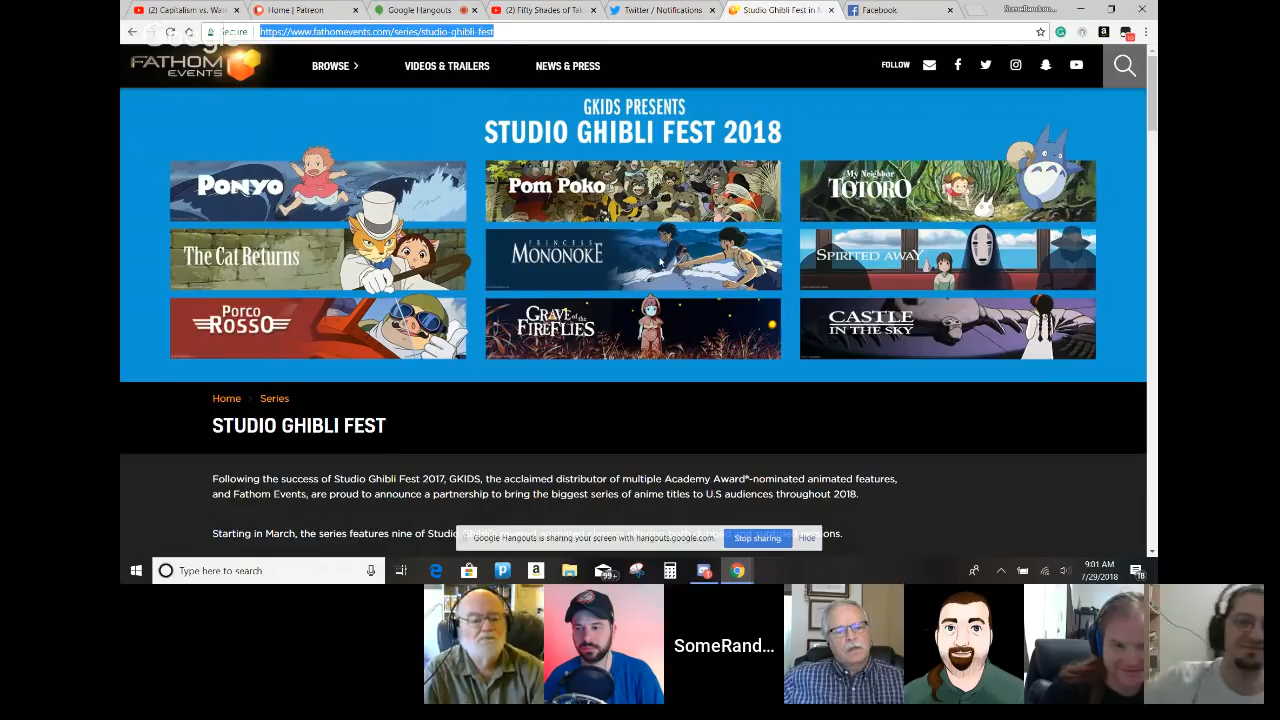 (2) Capitalism vs. Wate
Home | Patreon
Google Hangouts
(2) Fifty Shades of Tak
Twitter / Notifications
Studio Ghibli Fest in M
Facebook
Secure
https://www.fathomevents.com/series/studio-ghibli-fest
Google
FATHOM
EVENTS
BROWSE
VIDEOS & TRAILERS
NEWS & PRESS
FOLLOW
GKIDS PRESENTS
STUDIO GHIBLI FEST 2018
PONYO
POM POKO
My Neighbor
TOTORO
The Cat Returns
PRINCESS
MONONOKE
SPIRITED AWAY
PORCO
ROSSO
GRAVE of the
FIREFLIES
CASTLE
IN THE SKY
Home > Series
STUDIO GHIBLI FEST
Following the success of Studio Ghibli Fest 2017, GKIDS, the acclaimed distributor of multiple Academy Award®-nominated animated features,
and Fathom Events, are proud to announce a partnership to bring the biggest series of anime titles to U.S audiences throughout 2018.
Starting in March, the series features nine of Studio
Google Hangouts is sharing your screen with hangouts.google.com.
Stop sharing
Hide
Type here to search
99+
9:01 AM
7/29/2018
18
SomeRand...